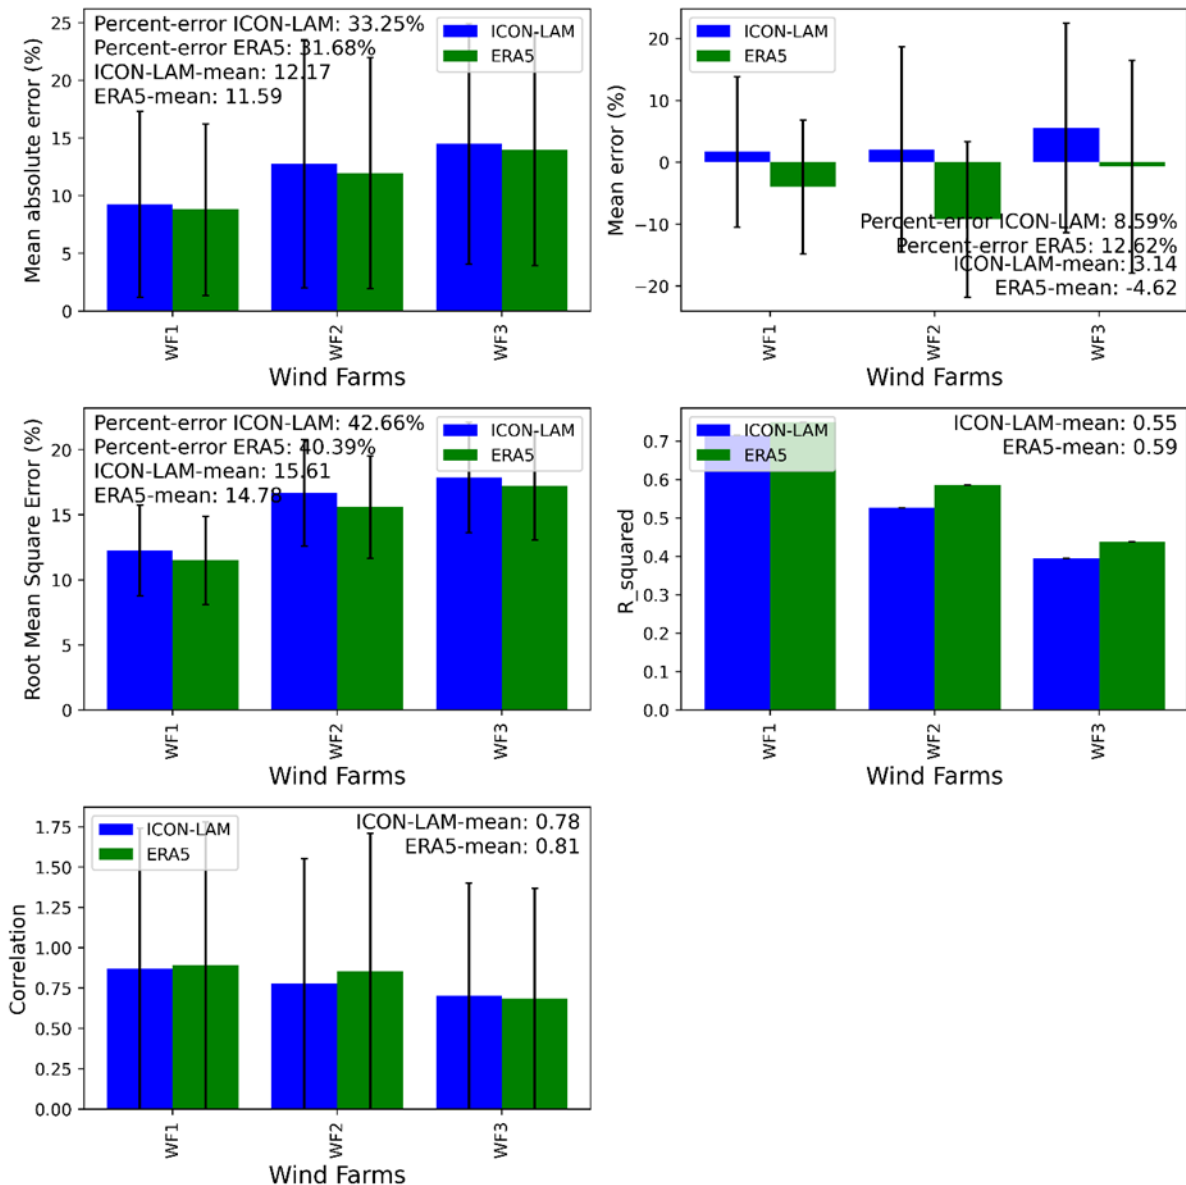 Mean absolute error (%)
25
20
15
10
5
0
Percent-error ICON-LAM: 33.25%
Percent-error ERA5: 31.68%
ICON-LAM-mean: 12.17
ERA5-mean: 11.59
ICON-LAM
ERA5
WF1
WF2
WF3
Wind Farms
Mean error (%)
20
10
0
−10
−20
ICON-LAM
ERA5
Percent-error ICON-LAM: 8.59%
Percent-error ERA5: 12.62%
ICON-LAM-mean: 3.14
ERA5-mean: -4.62
WF1
WF2
WF3
Wind Farms
Root Mean Square Error (%)
20
15
10
5
0
Percent-error ICON-LAM: 42.66%
Percent-error ERA5: 40.39%
ICON-LAM-mean: 15.61
ERA5-mean: 14.78
ICON-LAM
ERA5
WF1
WF2
WF3
Wind Farms
R_squared
0.7
0.6
0.5
0.4
0.3
0.2
0.1
0.0
ICON-LAM
ERA5
ICON-LAM-mean: 0.55
ERA5-mean: 0.59
WF1
WF2
WF3
Wind Farms
Correlation
1.75
1.50
1.25
1.00
0.75
0.50
0.25
0.00
ICON-LAM
ERA5
ICON-LAM-mean: 0.78
ERA5-mean: 0.81
WF1
WF2
WF3
Wind Farms